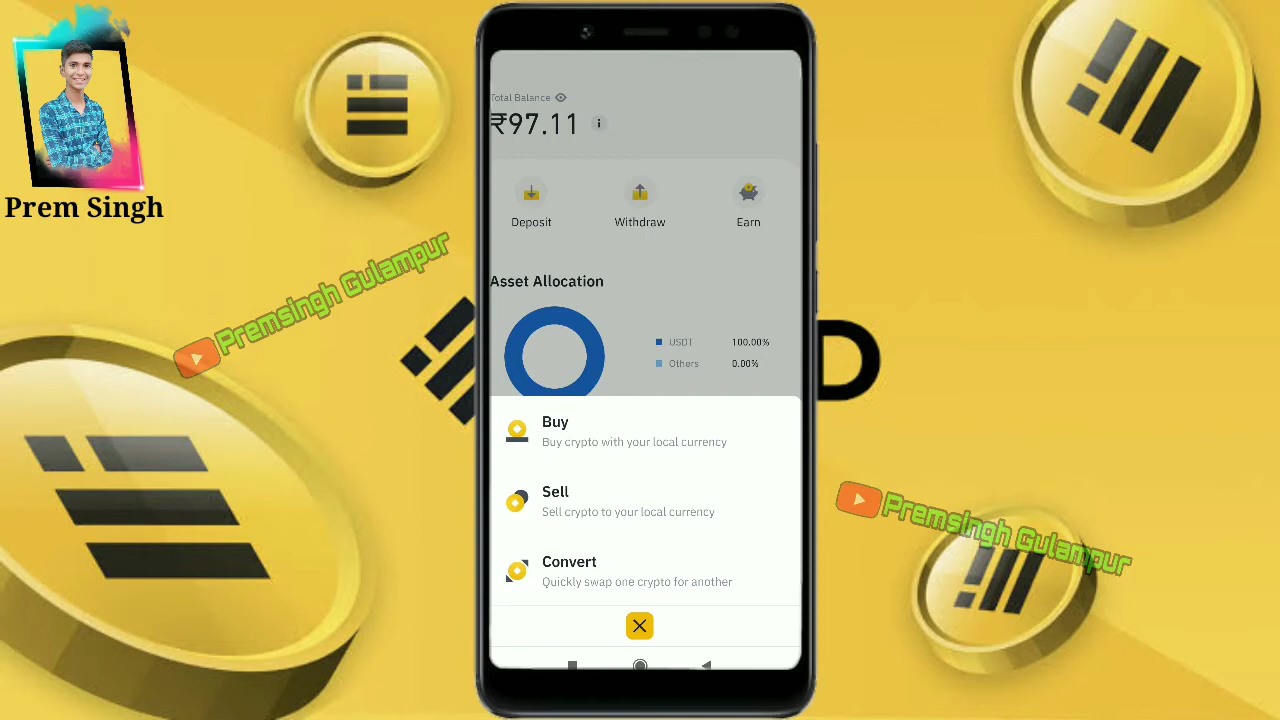 Prem Singh
Premsingh Gulampur
Total Balance
₹97.11
Deposit
Withdraw
Earn
Asset Allocation
USDT 100.00%
Others 0.00%
D
Buy
Buy crypto with your local currency
Sell
Sell crypto to your local currency
Convert
Quickly swap one crypto for another
Premsingh Gulampur